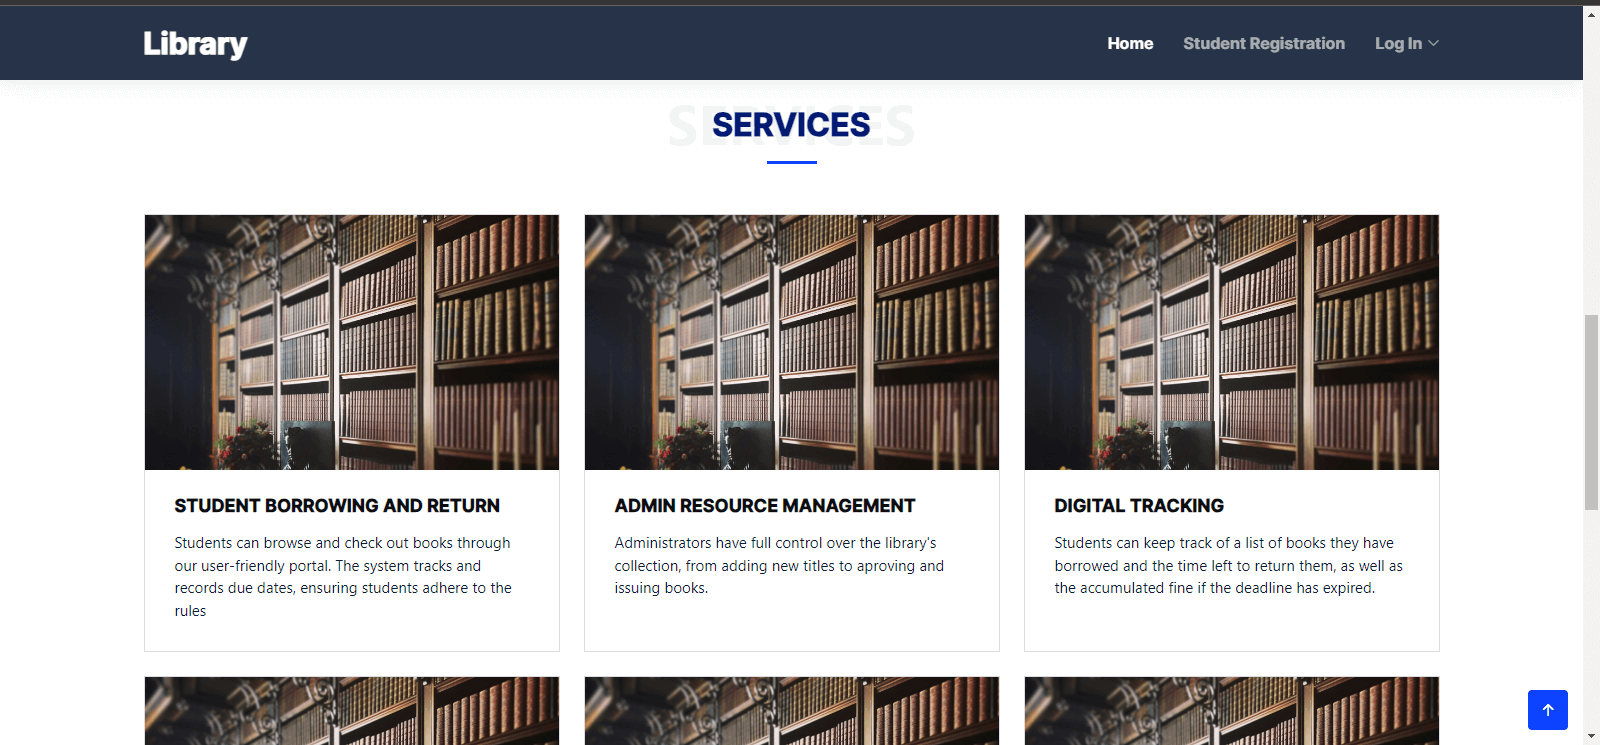 Library
Home Student Registration Log In
SERVICES
SERVICES
STUDENT BORROWING AND RETURN
Students can browse and check out books through
our user-friendly portal. The system tracks and
records due dates, ensuring students adhere to the
rules
ADMIN RESOURCE MANAGEMENT
Administrators have full control over the library's
collection, from adding new titles to aproving and
issuing books.
DIGITAL TRACKING
Students can keep track of a list of books they have
borrowed and the time left to return them, as well as
the accumulated fine if the deadline has expired.